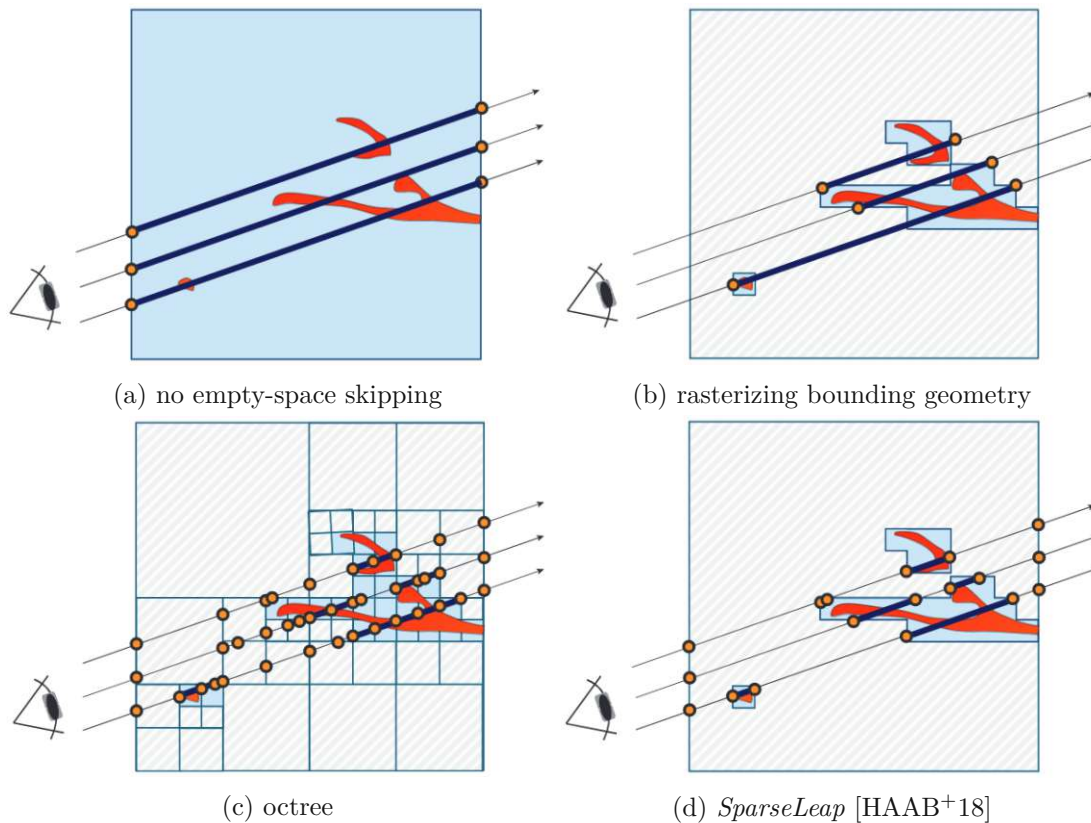 (a) no empty-space skipping
(b) rasterizing bounding geometry
(c) octree
(d) SparseLeap [HAAB+18]